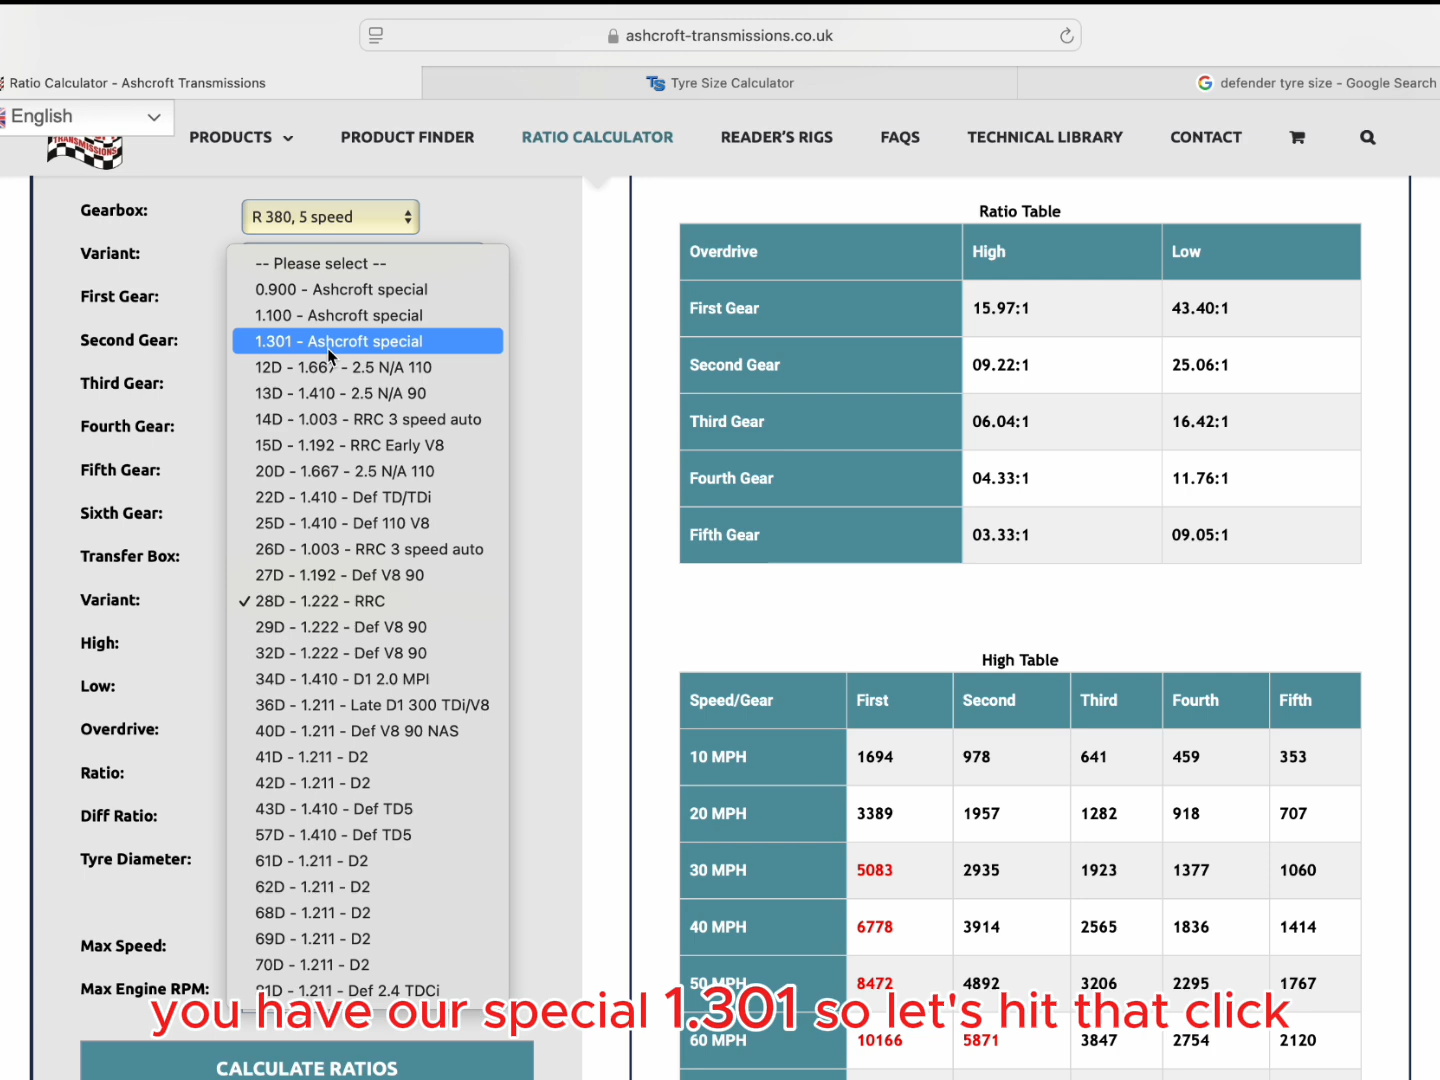 ashcroft-transmissions.co.uk
Ratio Calculator - Ashcroft Transmissions
TS Tyre Size Calculator
G defender tyre size - Google Search
English
TRANSMISSIONS
PRODUCTS
PRODUCT FINDER
RATIO CALCULATOR
READER'S RIGS
FAQS
TECHNICAL LIBRARY
CONTACT
Gearbox:
R 380, 5 speed
Variant:
First Gear:
Second Gear:
Third Gear:
Fourth Gear:
Fifth Gear:
Sixth Gear:
Transfer Box:
Variant:
High:
Low:
Overdrive:
Ratio:
Diff Ratio:
Tyre Diameter:
Max Speed:
Max Engine RPM:
-- Please select --
0.900 - Ashcroft special
1.100 - Ashcroft special
1.301 - Ashcroft special
12D - 1.667 - 2.5 N/A 110
13D - 1.410 - 2.5 N/A 90
14D - 1.003 - RRC 3 speed auto
15D - 1.192 - RRC Early V8
20D - 1.667 - 2.5 N/A 110
22D - 1.410 - Def TD/TDi
25D - 1.410 - Def 110 V8
26D - 1.003 - RRC 3 speed auto
27D - 1.192 - Def V8 90
✓ 28D - 1.222 - RRC
29D - 1.222 - Def V8 90
32D - 1.222 - Def V8 90
34D - 1.410 - D1 2.0 MPI
36D - 1.211 - Late D1 300 TDi/V8
40D - 1.211 - Def V8 90 NAS
41D - 1.211 - D2
42D - 1.211 - D2
43D - 1.410 - Def TD5
57D - 1.410 - Def TD5
61D - 1.211 - D2
62D - 1.211 - D2
68D - 1.211 - D2
69D - 1.211 - D2
70D - 1.211 - D2
91D - 1.211 - Def 2.4 TDCi
CALCULATE RATIOS
Ratio Table
Overdrive High Low
First Gear 15.97:1 43.40:1
Second Gear 09.22:1 25.06:1
Third Gear 06.04:1 16.42:1
Fourth Gear 04.33:1 11.76:1
Fifth Gear 03.33:1 09.05:1
High Table
Speed/Gear First Second Third Fourth Fifth
10 MPH 1694 978 641 459 353
20 MPH 3389 1957 1282 918 707
30 MPH 5083 2935 1923 1377 1060
40 MPH 6778 3914 2565 1836 1414
50 MPH 8472 4892 3206 2295 1767
60 MPH 10166 5871 3847 2754 2120
you have our special 1.301 so let's hit that click